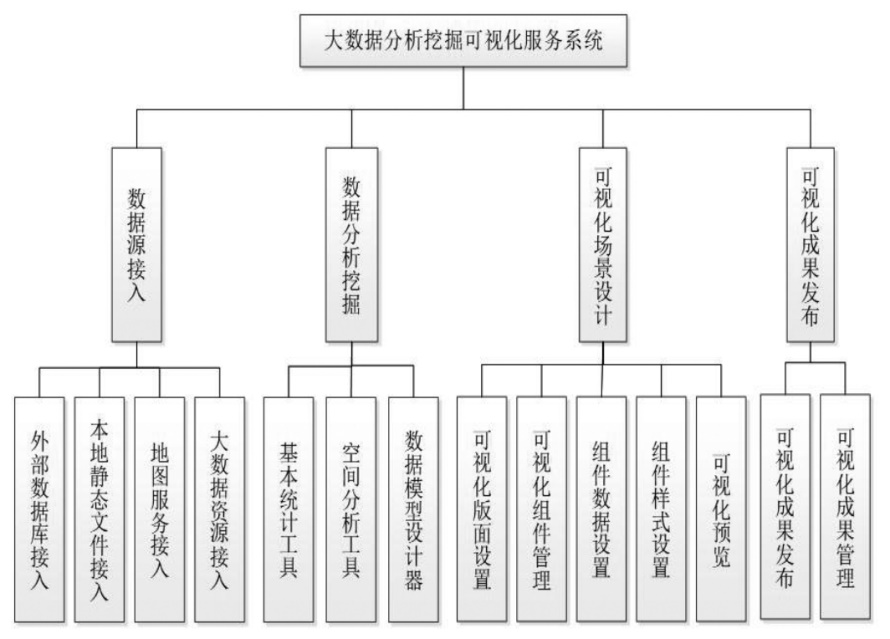 大数据分析挖掘可视化服务系统
数据源接入
数据分析挖掘
可视化场景设计
可视化成果发布
外部数据库接入
本地静态文件接入
地图服务接入
大数据资源接入
基本统计工具
空间分析工具
数据模型设计器
可视化版面设置
可视化组件管理
组件数据设置
组件样式设置
可视化预览
可视化成果发布
可视化成果管理